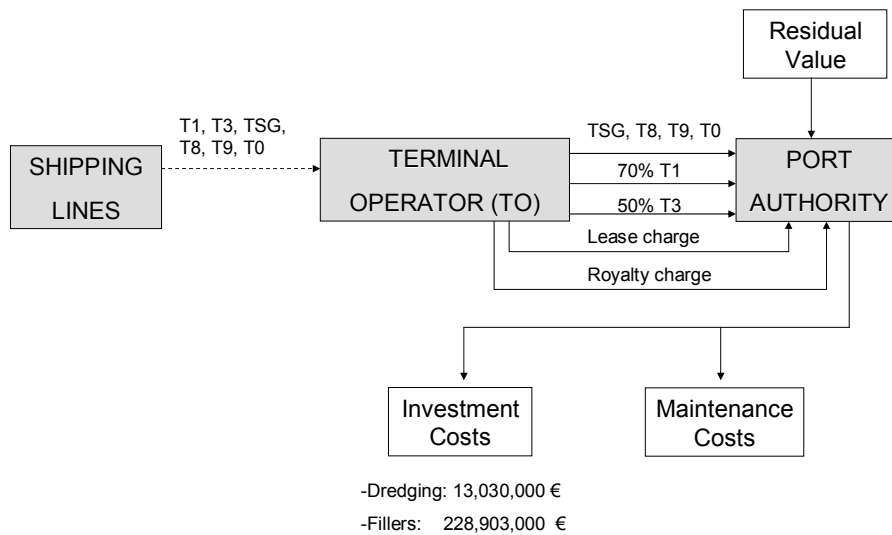 Residual
Value
T1, T3, TSG,
T8, T9, T0
SHIPPING
LINES
TERMINAL
OPERATOR (TO)
TSG, T8, T9, T0
70% T1
50% T3
PORT
AUTHORITY
Lease charge
Royalty charge
Investment
Costs
Maintenance
Costs
-Dredging: 13,030,000 €
-Fillers: 228,903,000 €